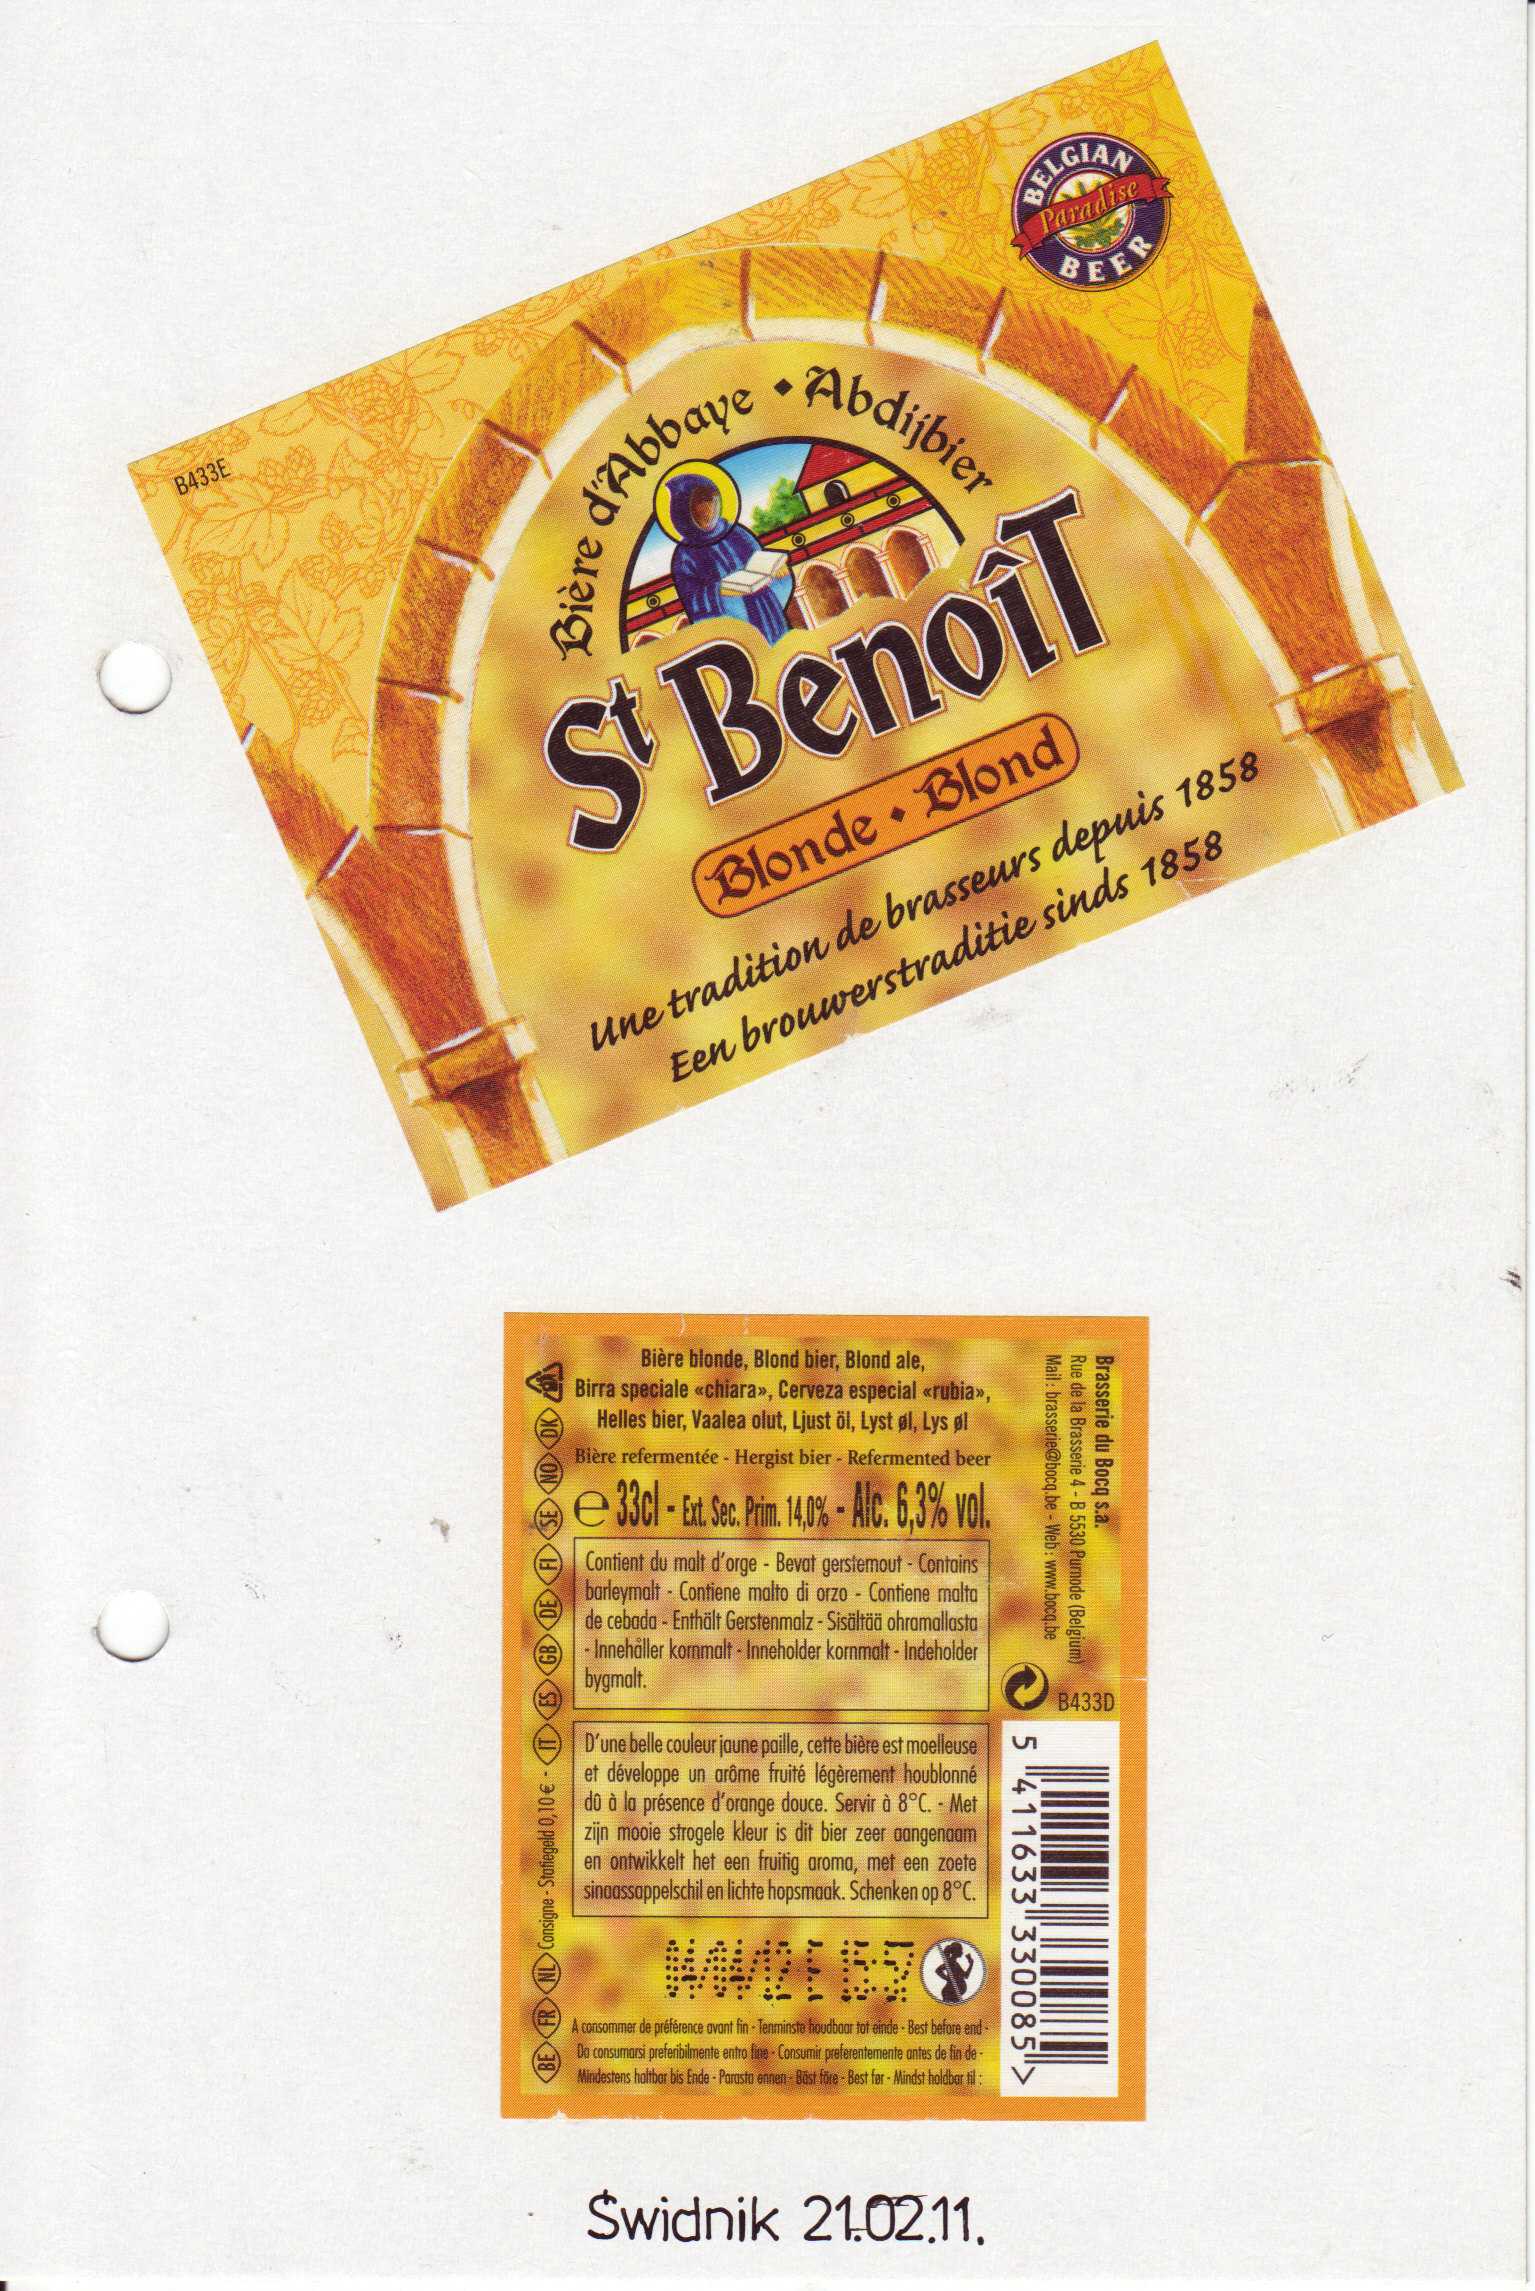 B433E
BELGIAN
Paradise
BEER
Bière d'Abbaye • Abdijbier
St Benoît
Blonde • Blond
Une tradition de brasseurs depuis 1858
Een brouwerstraditie sinds 1858
Bière blonde, Blond bier, Blond ale,
Birra speciale «chiara», Cerveza especial «rubia»,
Helles bier, Vaalea olut, Ljust öl, Lyst øl, Lys øl
Bière refermentée - Hergist bier - Refermented beer
e 33cl - Ext. Sec. Prim. 14,0% - Alc. 6,3% vol.
Contient du malt d'orge - Bevat gerstemout - Contains
barleymalt - Contiene malto di orzo - Contiene malta
de cebada - Enthält Gerstenmalz - Sisältää ohramallasta
- Innehåller kornmalt - Inneholder kornmalt - Indeholder
bygmalt.
D'une belle couleur jaune paille, cette bière est moelleuse
et développe un arôme fruité légèrement houblonné
dû à la présence d'orange douce. Servir à 8°C. - Met
zijn mooie strogele kleur is dit bier zeer aangenaam
en ontwikkelt het een fruitig aroma, met een zoete
sinaassappelschil en lichte hopsmaak. Schenken op 8°C.
04/04/12 E 15:57
A consommer de préférence avant fin - Tenminste houdbaar tot einde - Best before end -
Da consumarsi preferibilmente entro fine - Consumir preferentemente antes de fin de -
Mindestens haltbar bis Ende - Parasta ennen - Bäst före - Best før - Mindst holdbar til :
BE FR NL Consigne - Statiegeld 0,10 € - IT ES GB DE FI SE NO DK
Brasserie du Bocq s.a.
Rue de la Brasserie 4 - B 5530 Purnode (Belgium)
Mail : brasserie@bocq.be - Web : www.bocq.be
B433D
5 411633 330085 >
Świdnik 21.02.11.